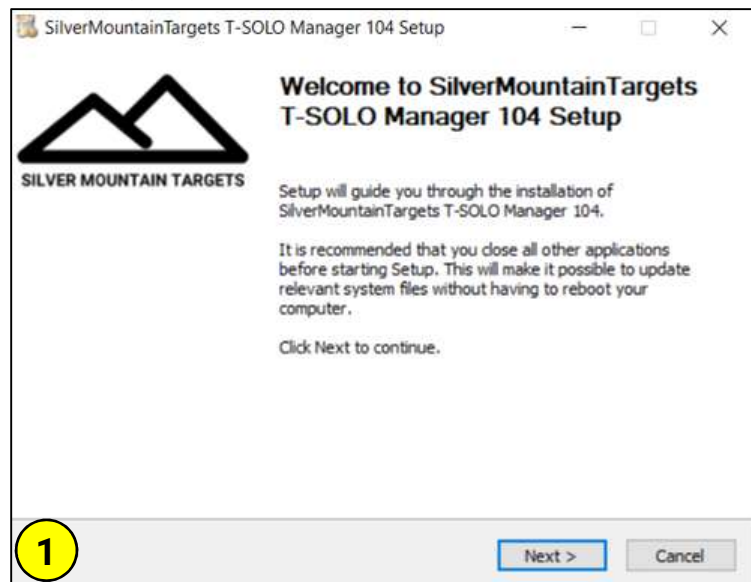 SilverMountainTargets T-SOLO Manager 104 Setup
SILVER MOUNTAIN TARGETS
Welcome to SilverMountainTargets
T-SOLO Manager 104 Setup
Setup will guide you through the installation of
SilverMountainTargets T-SOLO Manager 104.
It is recommended that you close all other applications
before starting Setup. This will make it possible to update
relevant system files without having to reboot your
computer.
Click Next to continue.
1
Next >
Cancel